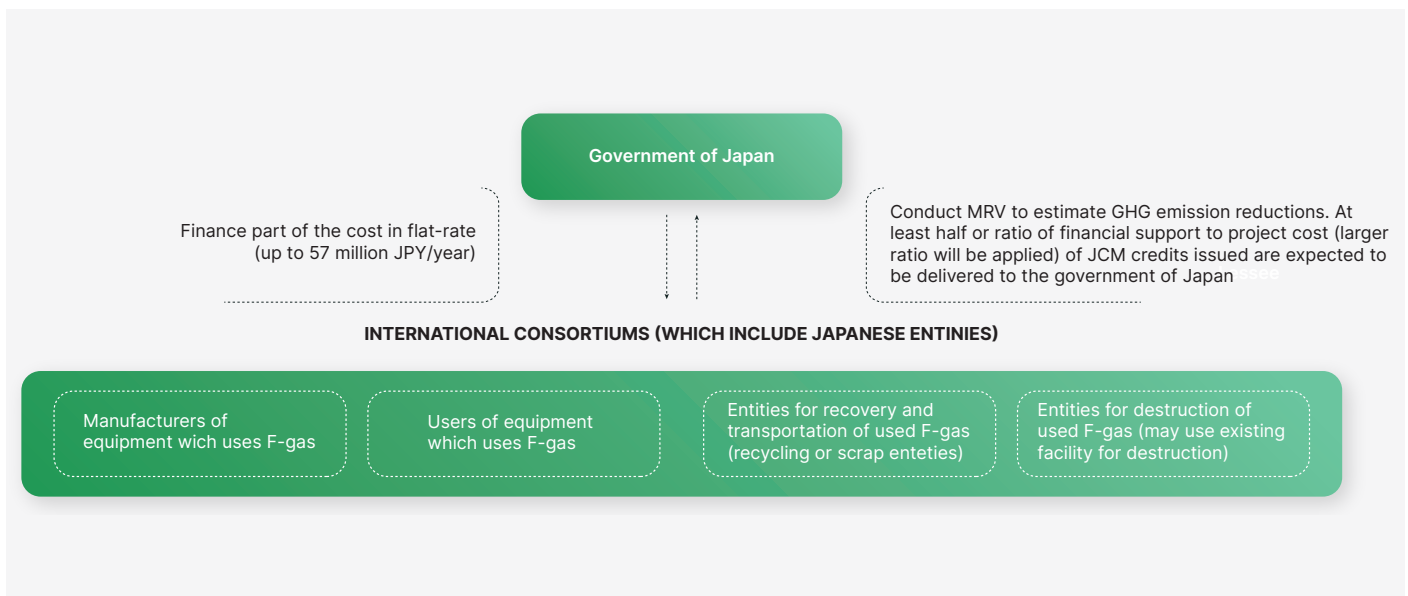 Government of Japan
Finance part of the cost in flat-rate
(up to 57 million JPY/year)
Conduct MRV to estimate GHG emission reductions. At
least half or ratio of financial support to project cost (larger
ratio will be applied) of JCM credits issued are expected to
be delivered to the government of Japan
INTERNATIONAL CONSORTIUMS (WHICH INCLUDE JAPANESE ENTINIES)
Manufacturers of
equipment wich uses F-gas
Users of equipment
which uses F-gas
Entities for recovery and
transportation of used F-gas
(recycling or scrap enteties)
Entities for destruction of
used F-gas (may use existing
facility for destruction)